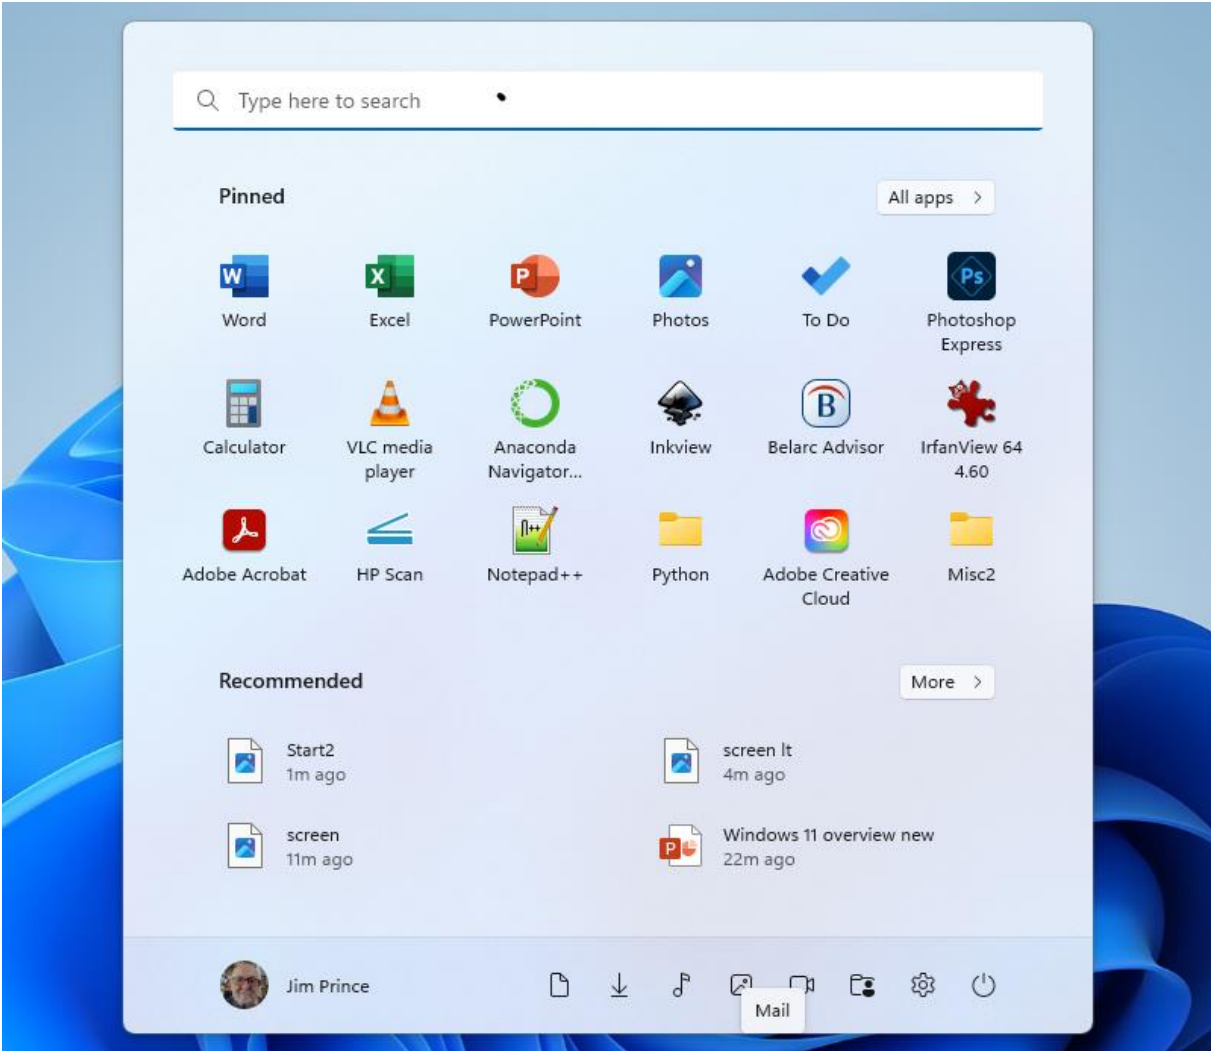 Type here to search
Pinned
All apps
Word
Excel
PowerPoint
Photos
To Do
Photoshop
Express
Calculator
VLC media
player
Anaconda
Navigator...
Inkview
Belarc Advisor
IrfanView 64
4.60
Adobe Acrobat
HP Scan
Notepad++
Python
Adobe Creative
Cloud
Misc2
Recommended
More
Start2
1m ago
screen lt
4m ago
screen
11m ago
Windows 11 overview new
22m ago
Jim Prince
Mail